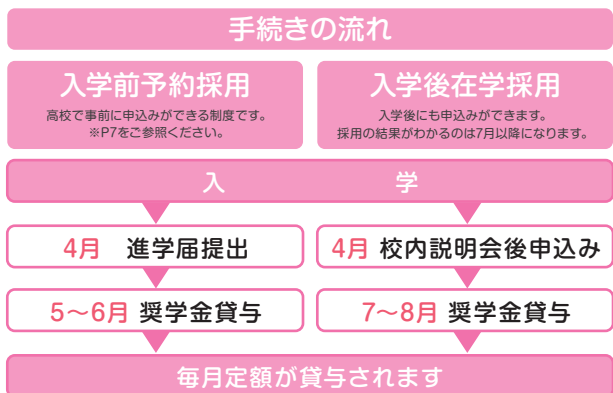 手続きの流れ
入学前予約採用
高校で事前に申込みができる制度です。
※P7をご参照ください。
入学後在学採用
入学後にも申込みができます。
採用の結果がわかるのは7月以降になります。
入 学
4月 進学届提出
4月 校内説明会後申込み
5〜6月 奨学金貸与
7〜8月 奨学金貸与
毎月定額が貸与されます